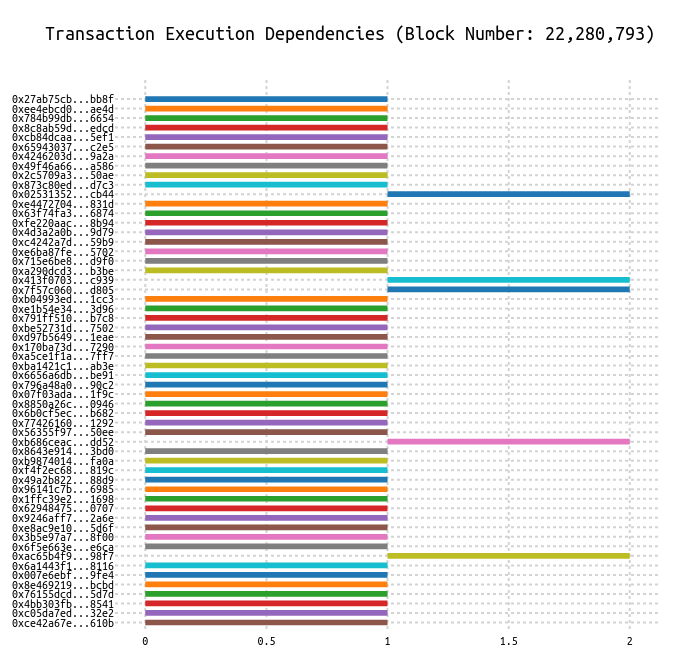 Transaction Execution Dependencies (Block Number: 22,280,793)
0x27ab75cb...bb8f
0xee4ebcd0...ae4d
0x784b99db...6654
0x8c8ab59d...edcd
0xcb84dcaa...5ef1
0x65943037...c2e5
0x4246203d...9a2a
0x49f46a66...a586
0x2c5709a3...50ae
0x873c80ed...d7c3
0x02531352...cb44
0xe4472704...831d
0x63f74fa3...6874
0xfe220aac...8b94
0x4d3a2a0b...9d79
0xc4242a7d...59b9
0xe6ba87fe...5702
0x715e6be8...d9f0
0xa290dcd3...b3be
0x413f0703...c939
0x7f57c060...d805
0xb04993ed...1cc3
0xe1b54e34...3d96
0x791ff510...b7c8
0xbe52731d...7502
0xd97b5649...1eae
0x170ba73d...7290
0xa5ce1f1a...7ff7
0xba1421c1...ab3e
0x6656a6db...be91
0x796a48a0...90c2
0x07f03ada...1f9c
0x8850a26c...0946
0x6b0cf5ec...b682
0x77426160...1292
0x56355f97...50ee
0xb686ceac...dd52
0x8643e914...3bd0
0xb9874014...fa0a
0xf4f2ec68...819c
0x49a2b822...88d9
0x96141c7b...6985
0x1ffc39e2...1698
0x62948475...0707
0x9246aff7...2a6e
0xe8ac9e10...5d6f
0x3b5e97a7...8f00
0x6f5e663e...e6ca
0xac65b4f9...98f7
0x6a1443f1...8116
0x007e6ebf...9fe4
0x8e469219...bcbd
0x76155dcd...5d7d
0x4bb303fb...8541
0xc05da7ed...32e2
0xce42a67e...610b
0 0.5 1 1.5 2